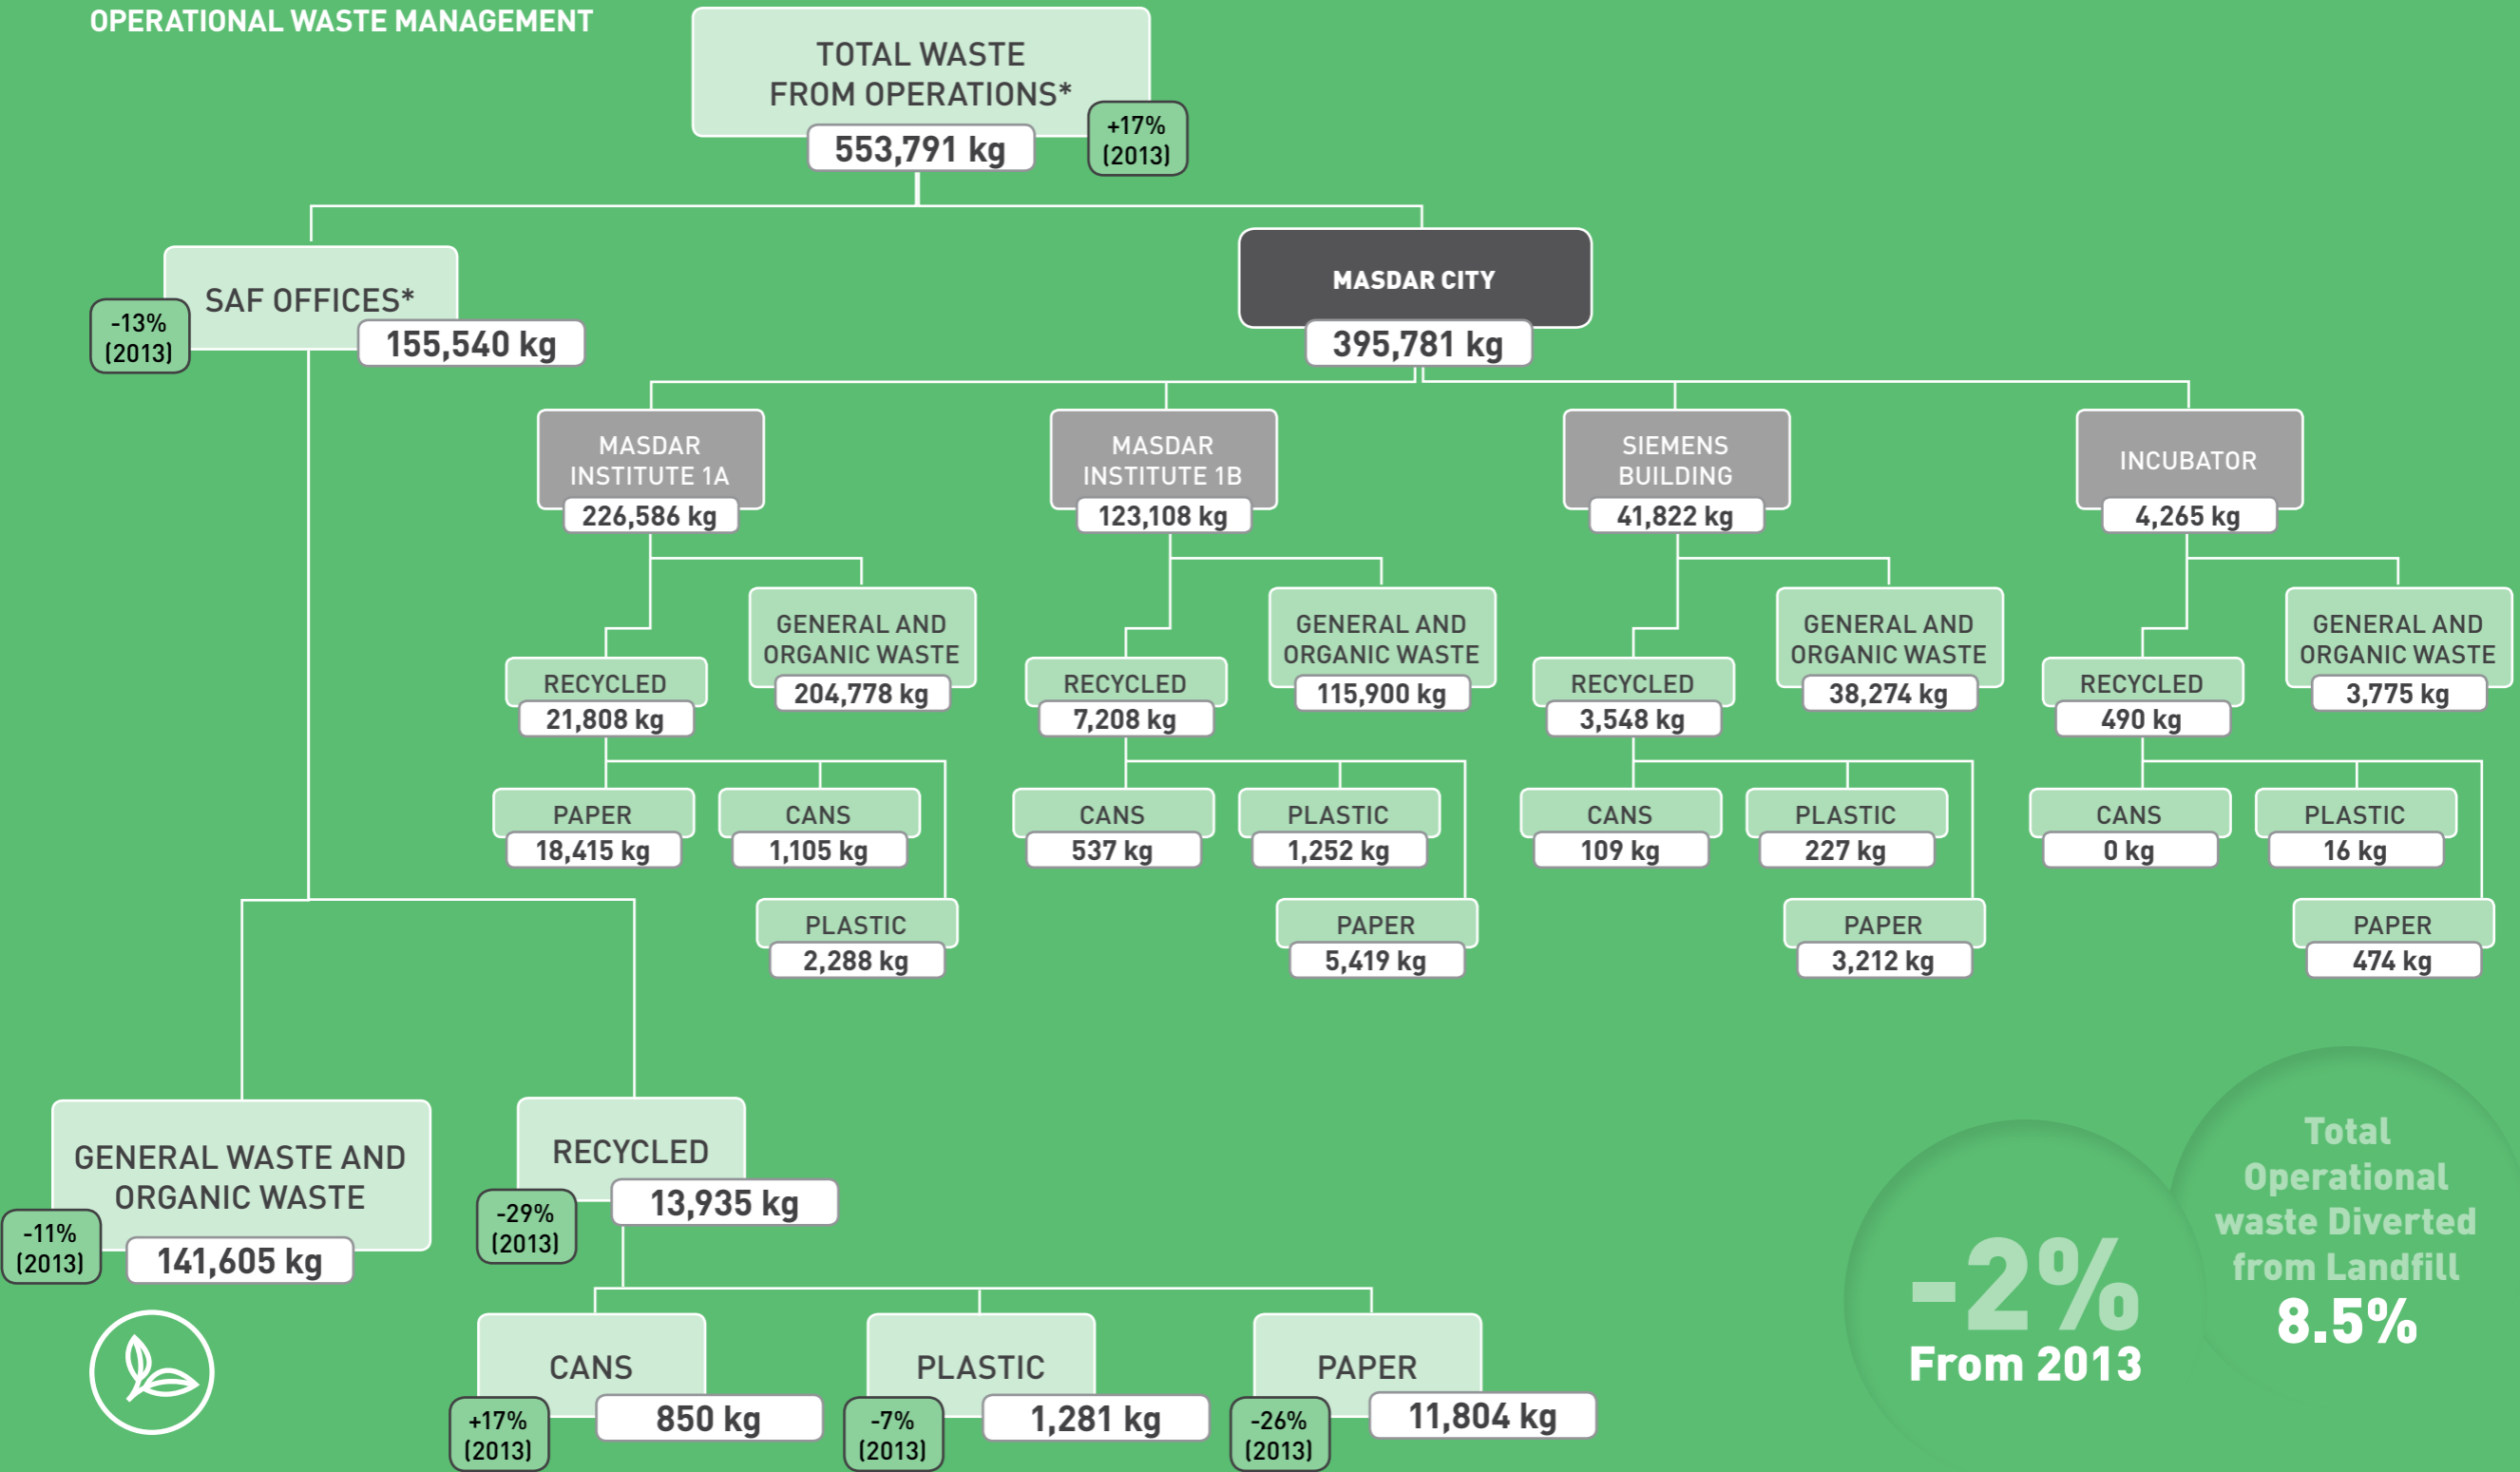 OPERATIONAL WASTE MANAGEMENT
TOTAL WASTE
FROM OPERATIONS*
553,791 kg
+17%
(2013)
SAF OFFICES*
-13%
(2013)
155,540 kg
MASDAR CITY
395,781 kg
MASDAR
INSTITUTE 1A
226,586 kg
MASDAR
INSTITUTE 1B
123,108 kg
SIEMENS
BUILDING
41,822 kg
INCUBATOR
4,265 kg
GENERAL AND
ORGANIC WASTE
204,778 kg
RECYCLED
21,808 kg
GENERAL AND
ORGANIC WASTE
115,900 kg
RECYCLED
7,208 kg
GENERAL AND
ORGANIC WASTE
38,274 kg
RECYCLED
3,548 kg
GENERAL AND
ORGANIC WASTE
3,775 kg
RECYCLED
490 kg
PAPER
18,415 kg
CANS
1,105 kg
PLASTIC
2,288 kg
CANS
537 kg
PLASTIC
1,252 kg
PAPER
5,419 kg
CANS
109 kg
PLASTIC
227 kg
PAPER
3,212 kg
CANS
0 kg
PLASTIC
16 kg
PAPER
474 kg
GENERAL WASTE AND
ORGANIC WASTE
-11%
(2013)
141,605 kg
RECYCLED
-29%
(2013)
13,935 kg
CANS
+17%
(2013)
850 kg
PLASTIC
-7%
(2013)
1,281 kg
PAPER
-26%
(2013)
11,804 kg
-2%
From 2013
Total
Operational
waste Diverted
from Landfill
8.5%